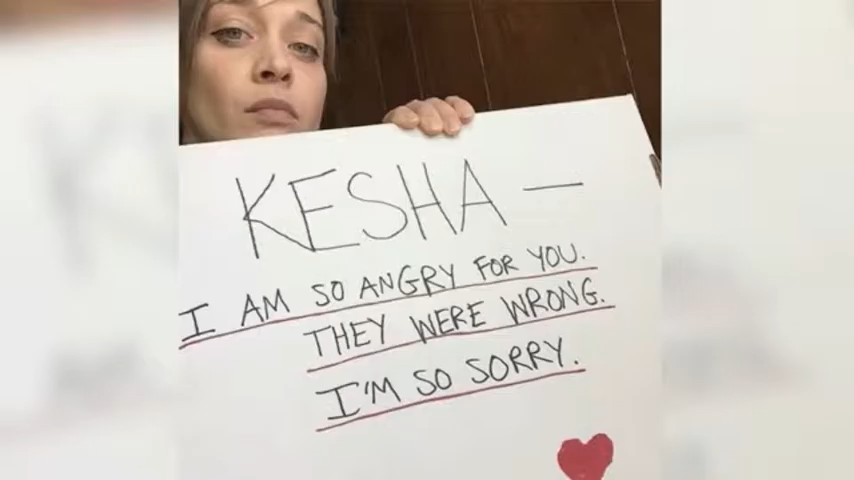 KESHA —
I AM SO ANGRY FOR YOU.
THEY WERE WRONG.
I'M SO SORRY.